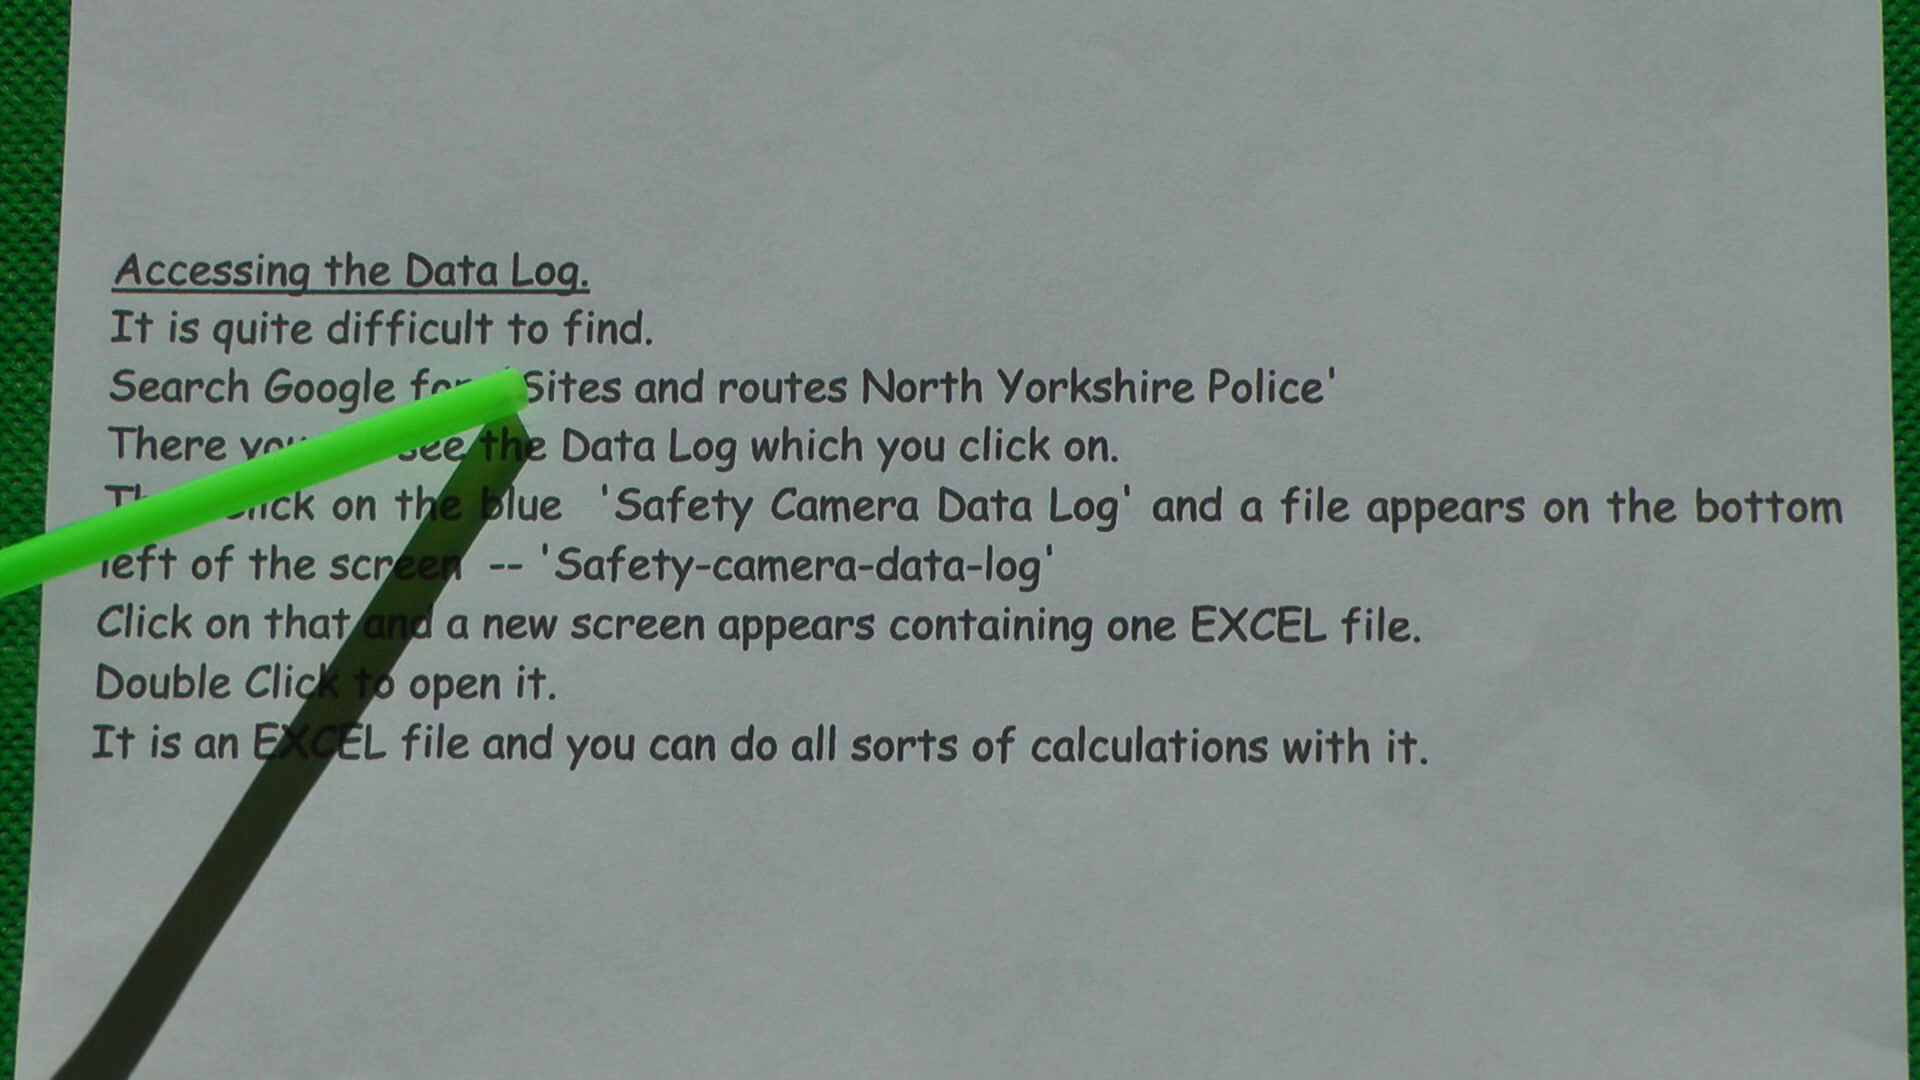 Accessing the Data Log.
It is quite difficult to find.
Search Google for 'Sites and routes North Yorkshire Police'
There you see the Data Log which you click on.
click on the blue 'Safety Camera Data Log' and a file appears on the bottom
left of the screen -- 'Safety-camera-data-log'
Click on that and a new screen appears containing one EXCEL file.
Double Click to open it.
It is an EXCEL file and you can do all sorts of calculations with it.